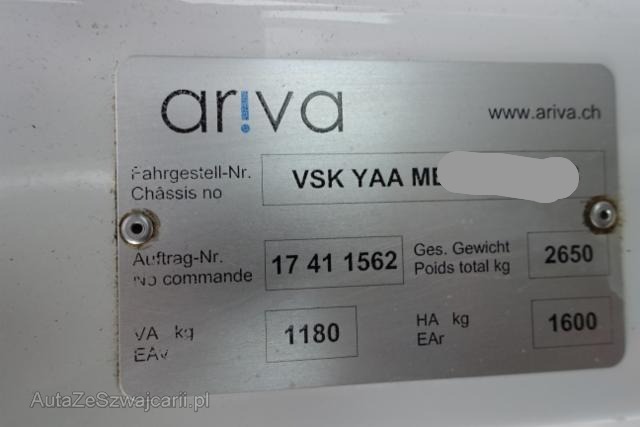 ar!va
www.ariva.ch
Fahrgestell-Nr.
Châssis no
VSK YAA ME
Auftrag-Nr.
No commande
17 41 1562
Ges. Gewicht
Poids total kg
2650
VA kg
EAv
1180
HA kg
EAr
1600
AutaZeSzwajcarii.pl